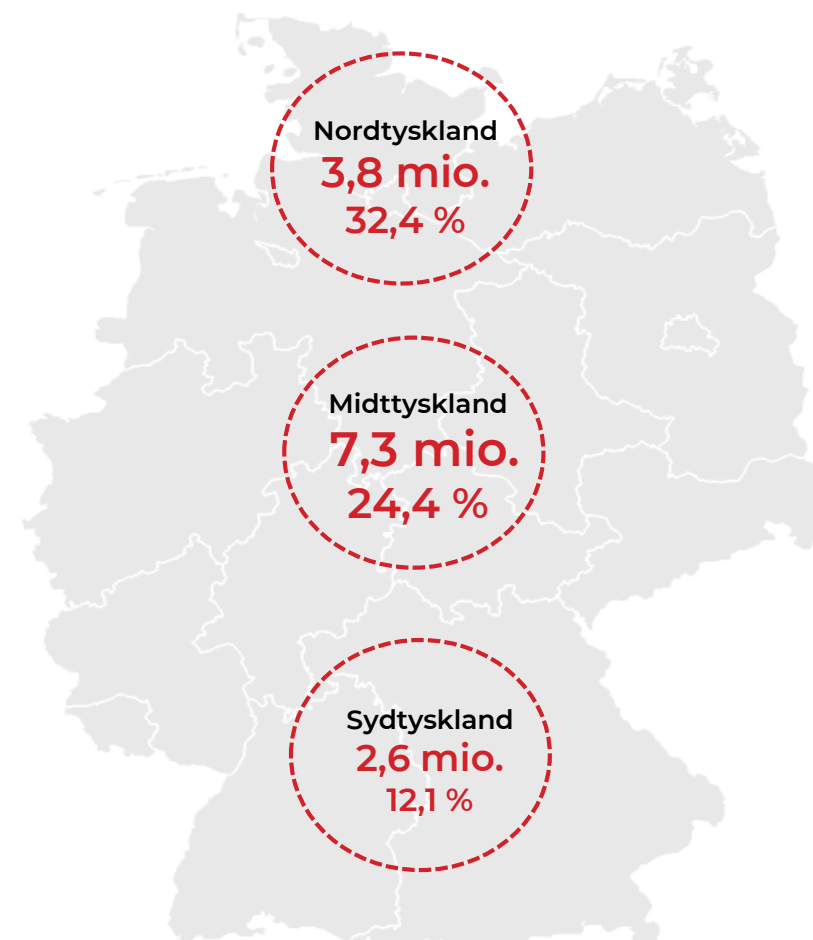 Nordtyskland
3,8 mio.
32,4 %
Midttyskland
7,3 mio.
24,4 %
Sydtyskland
2,6 mio.
12,1 %